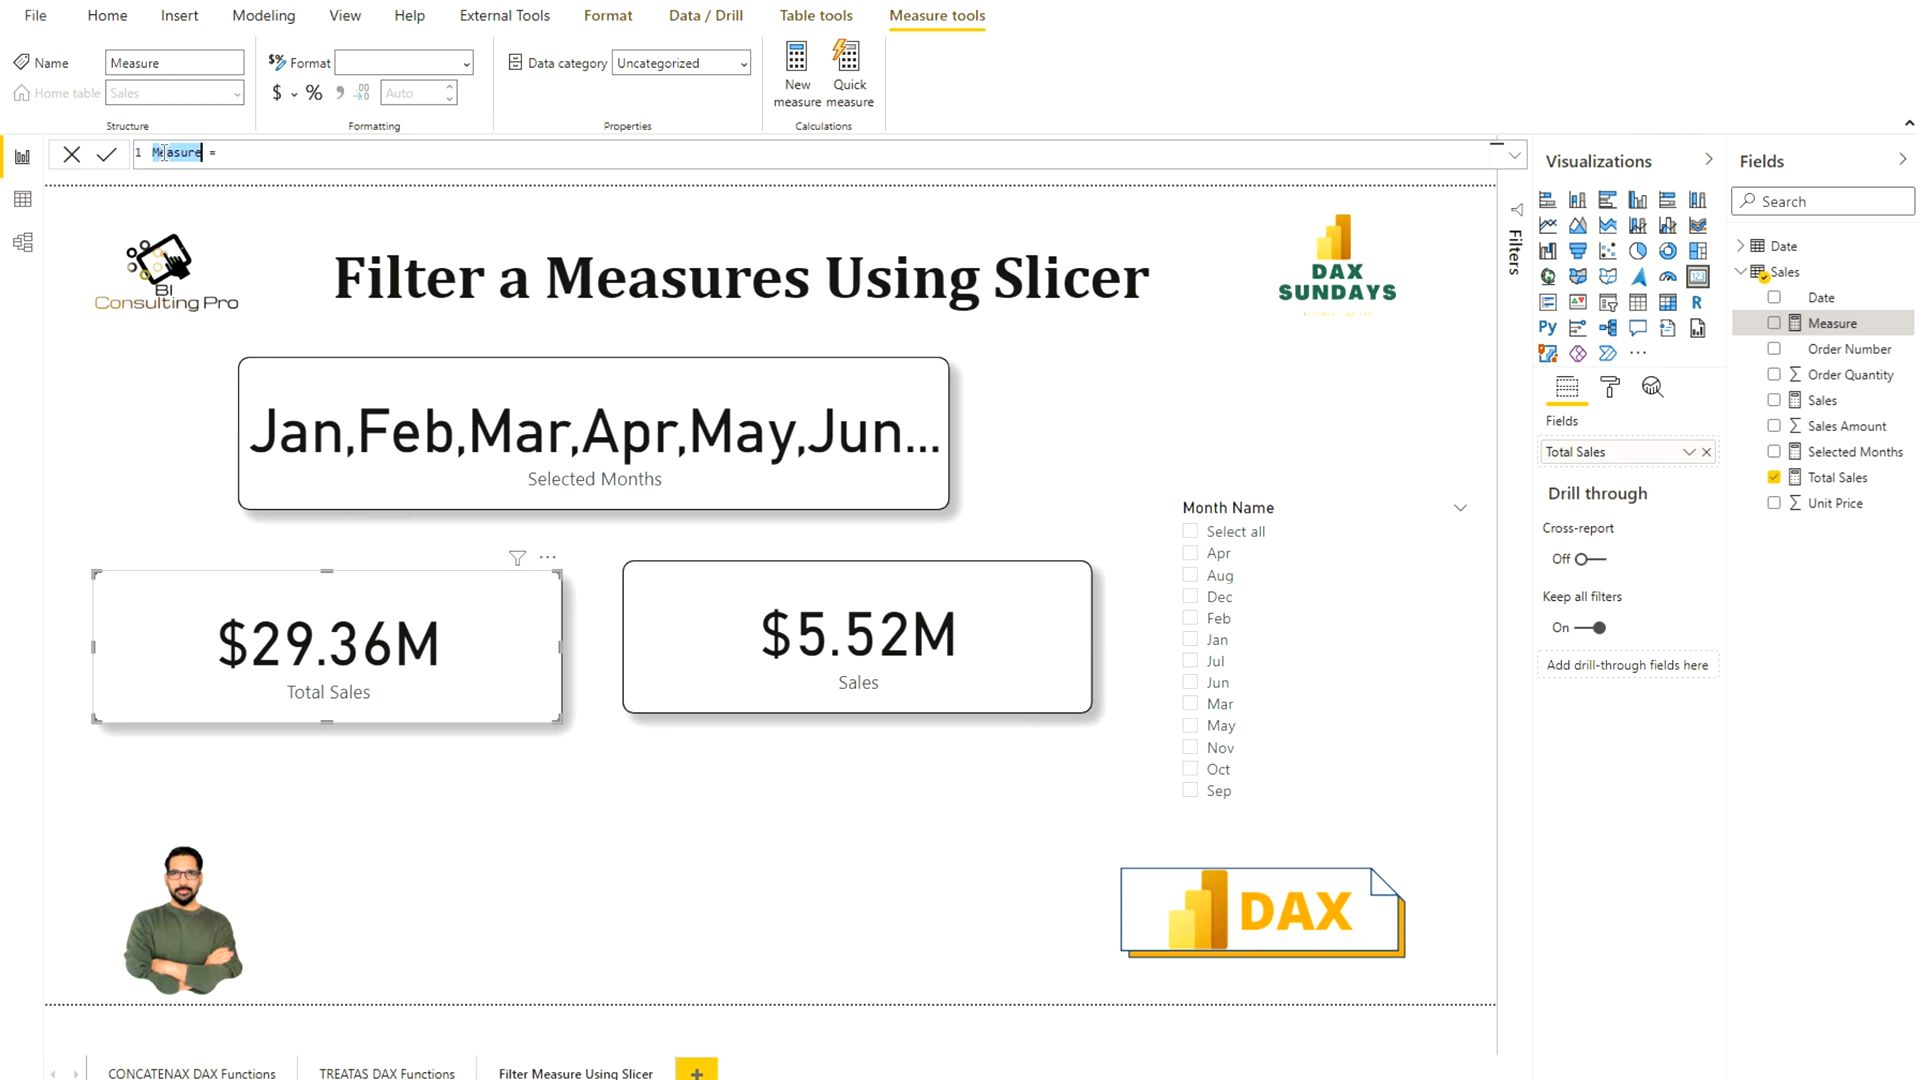 File Home Insert Modeling View Help External Tools Format Data / Drill Table tools Measure tools
Name Measure
Home table Sales
Structure
Format
$ % 9 .00 Auto
Formatting
Data category Uncategorized
Properties
New measure
Quick measure
Calculations
1 Measure =
BI
Consulting Pro
Filter a Measures Using Slicer
DAX
SUNDAYS
Jan,Feb,Mar,Apr,May,Jun...
Selected Months
$29.36M
Total Sales
$5.52M
Sales
Month Name
Select all
Apr
Aug
Dec
Feb
Jan
Jul
Jun
Mar
May
Nov
Oct
Sep
DAX
CONCATENAX DAX Functions TREATAS DAX Functions Filter Measure Using Slicer +
Filters
Visualizations
R
Py
...
Fields
Total Sales
Drill through
Cross-report
Off
Keep all filters
On
Add drill-through fields here
Fields
Search
Date
Sales
Date
Measure
Order Number
Order Quantity
Sales
Sales Amount
Selected Months
Total Sales
Unit Price